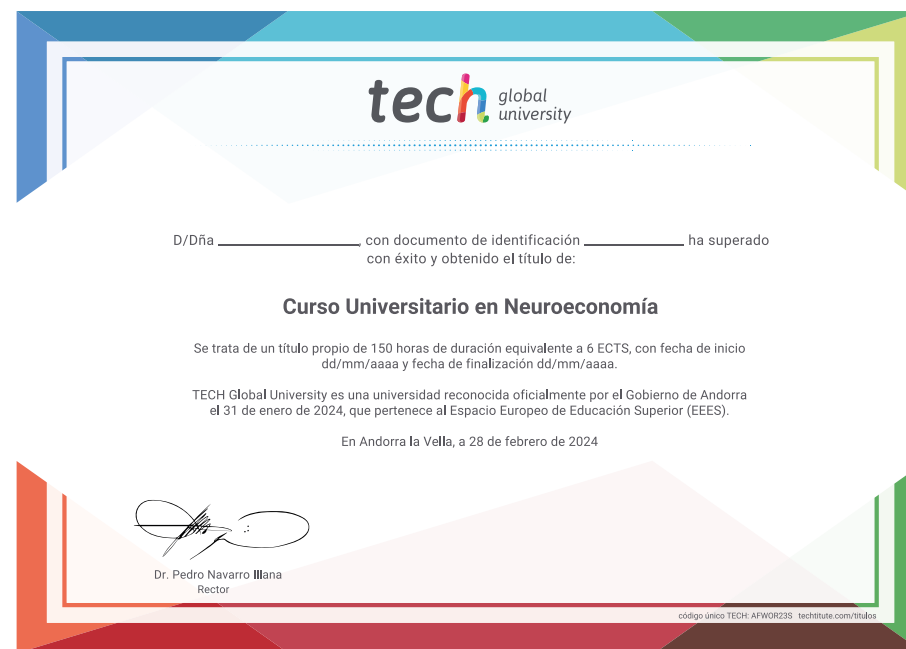 tech global university
D/Dña ____________________, con documento de identificación ______________ ha superado
con éxito y obtenido el título de:
Curso Universitario en Neuroeconomía
Se trata de un título propio de 150 horas de duración equivalente a 6 ECTS, con fecha de inicio
dd/mm/aaaa y fecha de finalización dd/mm/aaaa.
TECH Global University es una universidad reconocida oficialmente por el Gobierno de Andorra
el 31 de enero de 2024, que pertenece al Espacio Europeo de Educación Superior (EEES).
En Andorra la Vella, a 28 de febrero de 2024
Dr. Pedro Navarro Illana
Rector
código único TECH: AFWOR23S techtitute.com/titulos